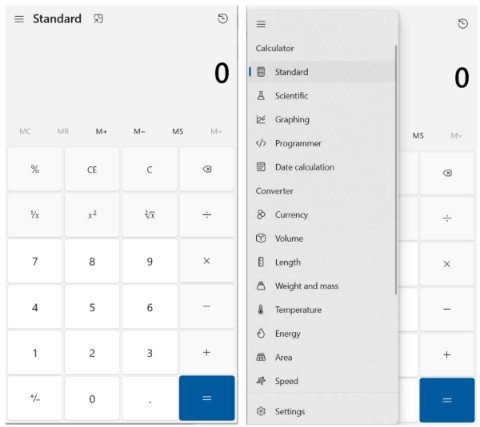 Standard
0
MC MR M+ M− MS M˅
% CE C
¹/x x² ²√x ÷
7 8 9 ×
4 5 6 −
1 2 3 +
⁺/₋ 0 . =
Calculator
Standard
Scientific
Graphing
Programmer
Date calculation
Converter
Currency
Volume
Length
Weight and mass
Temperature
Energy
Area
Speed
Settings
0
MS M˅
÷
×
−
+
=